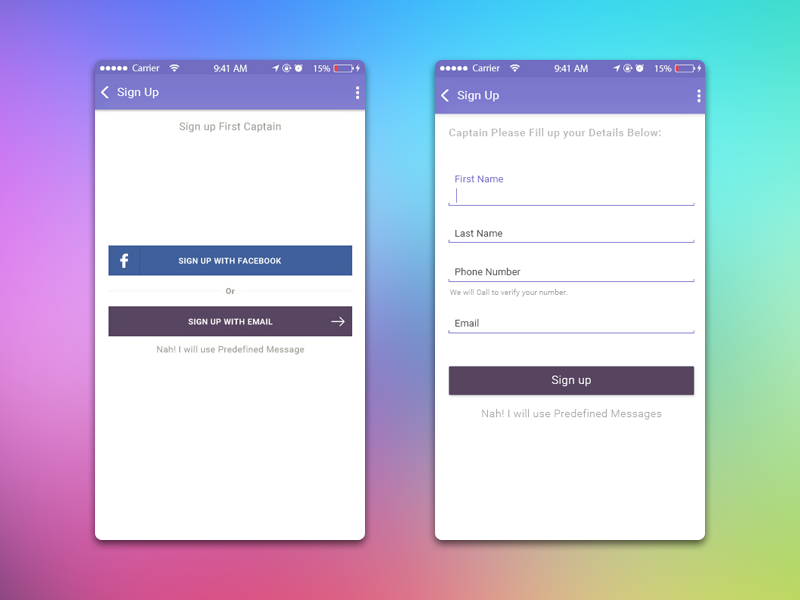 Carrier 9:41 AM 15%
Sign Up
Sign up First Captain
f SIGN UP WITH FACEBOOK
Or
SIGN UP WITH EMAIL
Nah! I will use Predefined Message
Carrier 9:41 AM 15%
Sign Up
Captain Please Fill up your Details Below:
First Name
Last Name
Phone Number
We will Call to verify your number.
Email
Sign up
Nah! I will use Predefined Messages